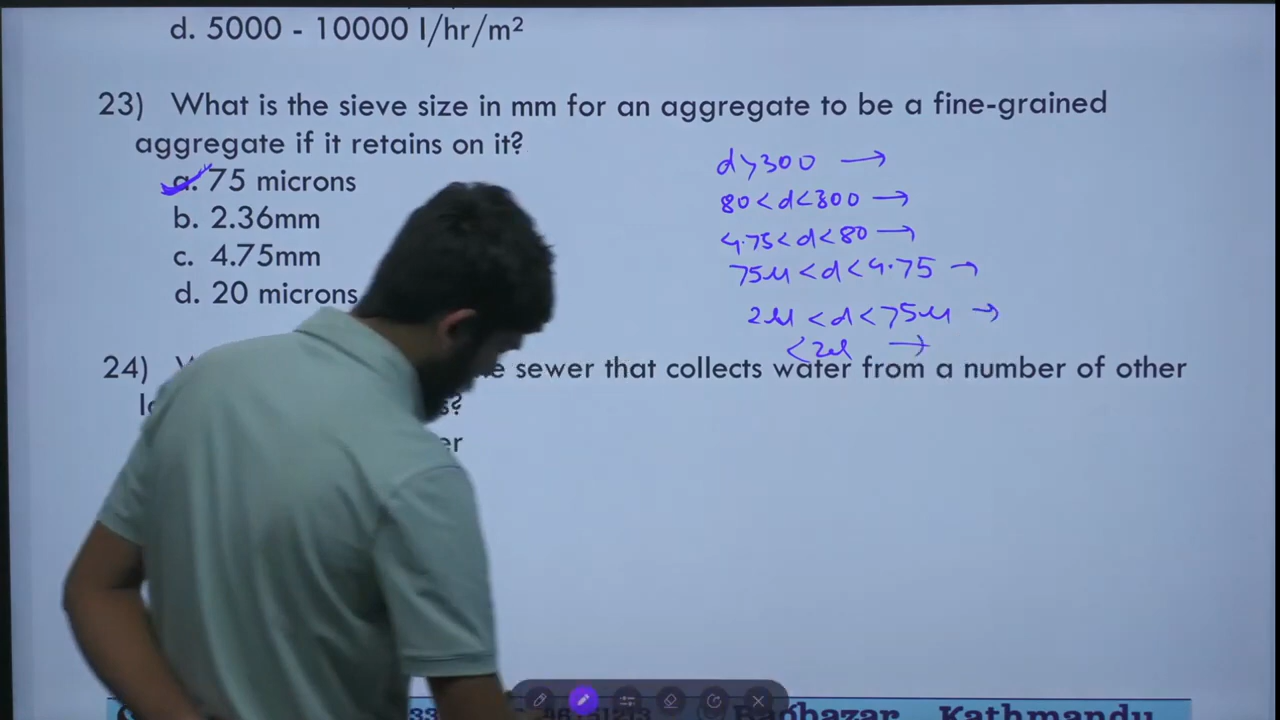 d. 5000 - 10000 l/hr/m²
23) What is the sieve size in mm for an aggregate to be a fine-grained
aggregate if it retains on it?
a. 75 microns
b. 2.36mm
c. 4.75mm
d. 20 microns
d>300 →
80<d<300 →
4.75<d<80 →
75μ<d<4.75 →
2μ<d<75μ →
<2μ →
24) sewer that collects water from a number of other
Bagbazar Kathmandu